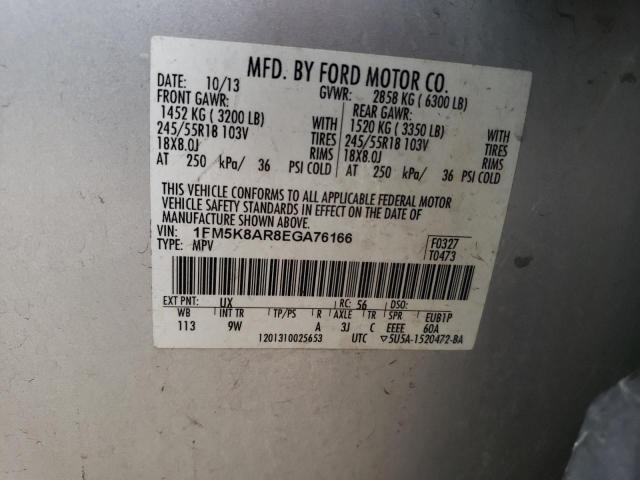 MFD. BY FORD MOTOR CO.
DATE: 10/13 GVWR: 2858 KG ( 6300 LB)
FRONT GAWR: REAR GAWR:
1452 KG ( 3200 LB) WITH 1520 KG ( 3350 LB) WITH
245/55R18 103V TIRES 245/55R18 103V TIRES
18X8.0J RIMS 18X8.0J RIMS
AT 250 kPa/ 36 PSI COLD AT 250 kPa/ 36 PSI COLD
THIS VEHICLE CONFORMS TO ALL APPLICABLE FEDERAL MOTOR
VEHICLE SAFETY STANDARDS IN EFFECT ON THE DATE OF
MANUFACTURE SHOWN ABOVE.
VIN: 1FM5K8AR8EGA76166 F0327
TYPE: MPV T0473
EXT PNT: UX RC: 56 DSO:
WB INT TR TP/PS R AXLE TR SPR EUB1P
113 9W A 3J C EEEE 60A
1201310025653 UTC ▽5U5A-1520472-BA